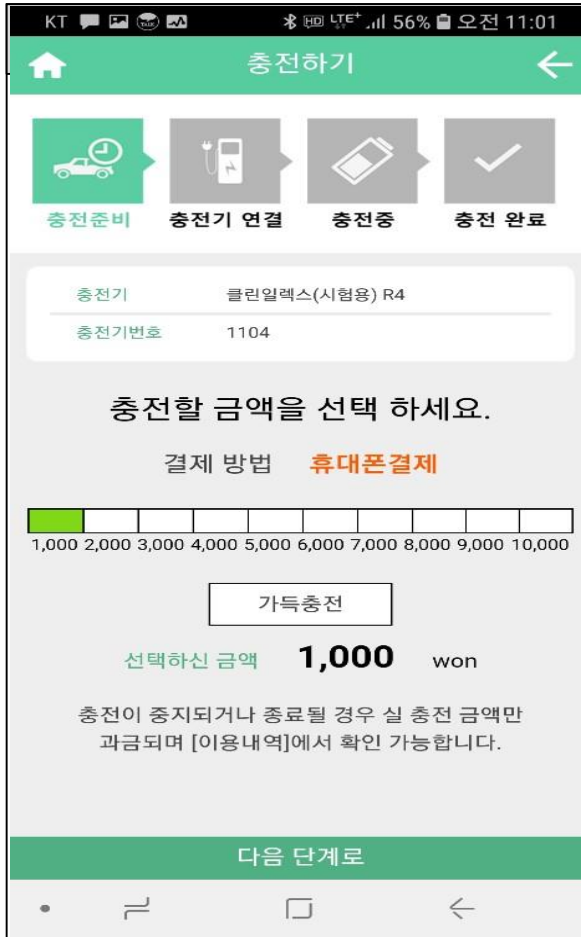 KT HD LTE+ 56% 오전 11:01
충전하기
충전준비 충전기 연결 충전중 충전 완료
충전기 클린일렉스(시험용) R4
충전기번호 1104
충전할 금액을 선택 하세요.
결제 방법 휴대폰결제
1,000 2,000 3,000 4,000 5,000 6,000 7,000 8,000 9,000 10,000
가득충전
선택하신 금액 1,000 won
충전이 중지되거나 종료될 경우 실 충전 금액만
과금되며 [이용내역]에서 확인 가능합니다.
다음 단계로